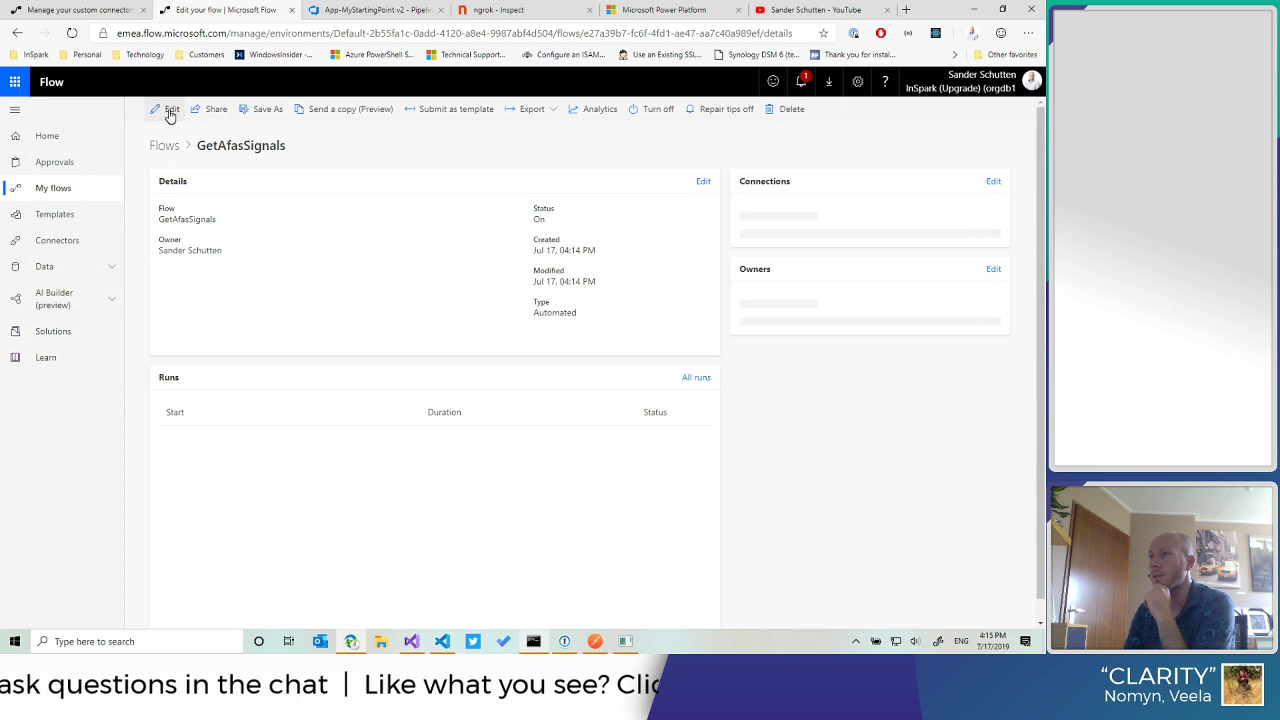 Manage your custom connecto
Edit your flow | Microsoft Flow
App-MyStartingPoint v2 - Pipelin
ngrok - Inspect
Microsoft Power Platform
Sander Schutten - YouTube
emea.flow.microsoft.com/manage/environments/Default-2b55fa1c-0add-4120-a8e4-9987abf4d504/flows/e27a39b7-fc6f-4fd1-ae47-aa7c40a989ef/details
InSpark
Personal
Technology
Customers
WindowsInsider
Azure PowerShell S...
Technical Support...
Configure an IAM...
Use an Existing SSL...
Synology DSM 6 (te...
Thank you for instal...
Other favorites
Flow
1
Sander Schutten
InSpark (Upgrade) (orgdb1
Edit
Share
Save As
Send a copy (Preview)
Submit as template
Export
Analytics
Turn off
Repair tips off
Delete
Home
Approvals
My flows
Templates
Connectors
Data
AI Builder
(preview)
Solutions
Learn
Flows > GetAfasSignals
Details
Edit
Flow
GetAfasSignals
Owner
Sander Schutten
Status
On
Created
Jul 17, 04:14 PM
Modified
Jul 17, 04:14 PM
Type
Automated
Connections
Edit
Owners
Edit
Runs
All runs
Start
Duration
Status
Type here to search
ENG
4:15 PM
7/17/2019
ask questions in the chat | Like what you see? Clic
"CLARITY"
Nomyn, Veela